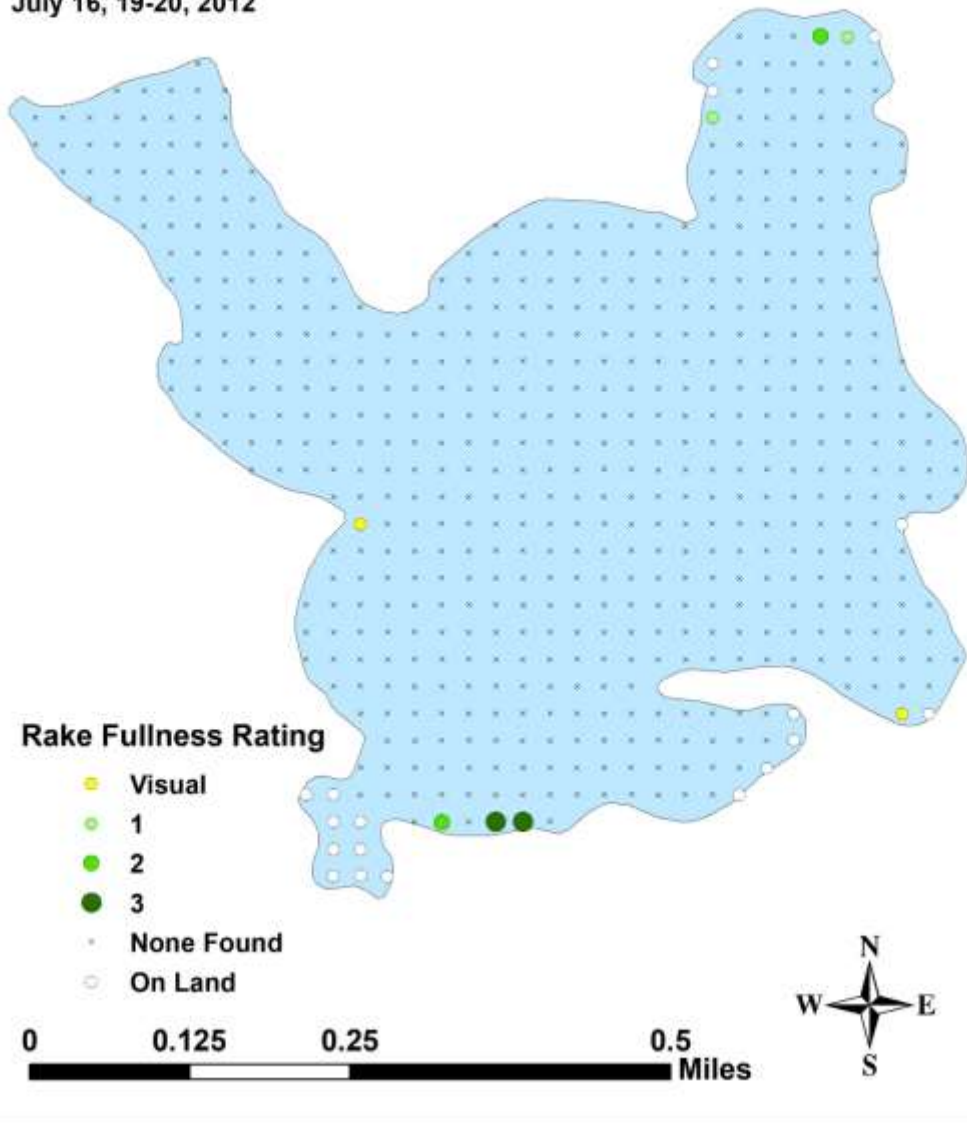 July 16, 19-20, 2012
Rake Fullness Rating
Visual
1
2
3
None Found
On Land
N
W E
S
0 0.125 0.25 0.5
Miles